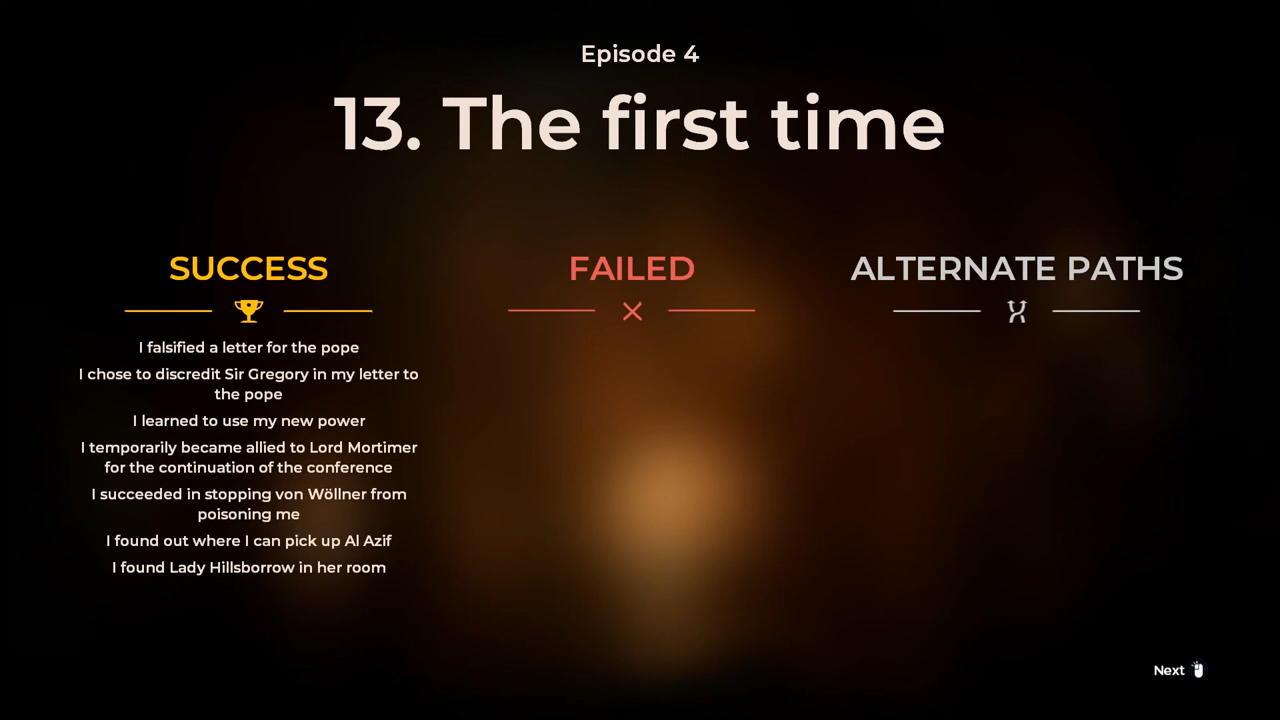 Episode 4
13. The first time
SUCCESS
I falsified a letter for the pope
I chose to discredit Sir Gregory in my letter to
the pope
I learned to use my new power
I temporarily became allied to Lord Mortimer
for the continuation of the conference
I succeeded in stopping von Wöllner from
poisoning me
I found out where I can pick up Al Azif
I found Lady Hillsborrow in her room
FAILED
ALTERNATE PATHS
Next